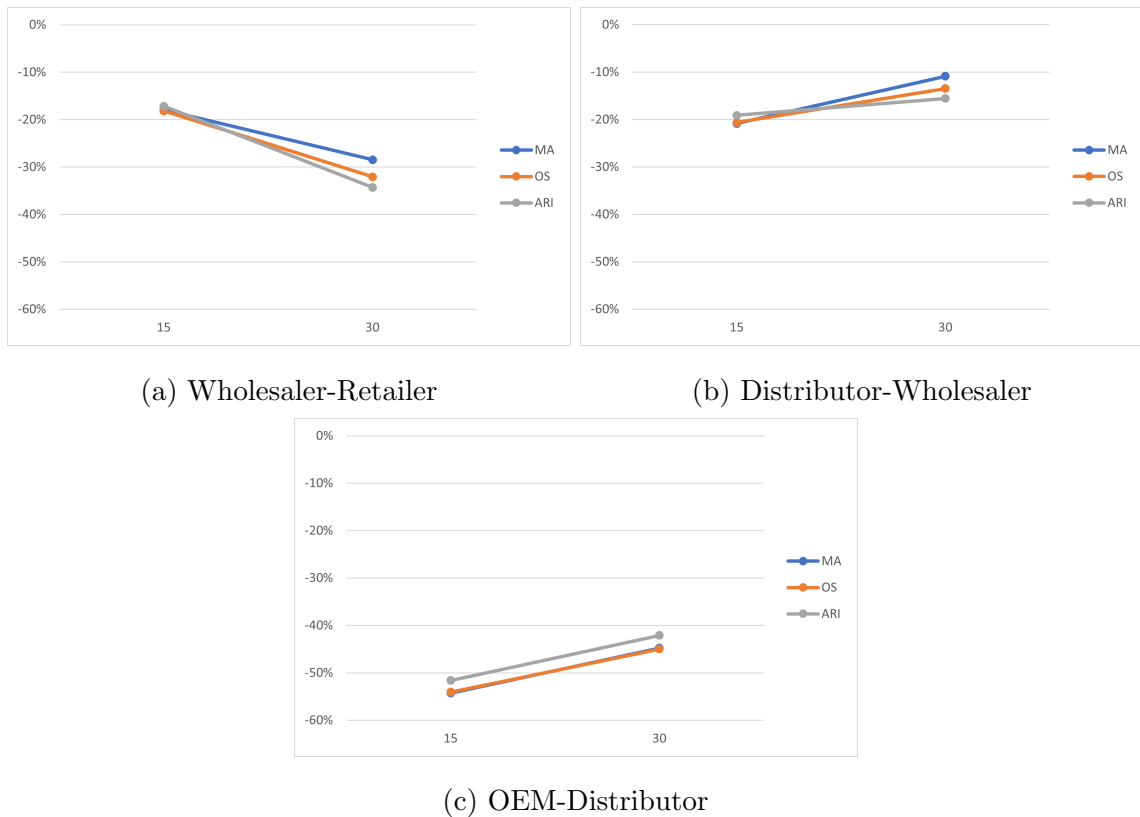 0%
-10%
-20%
-30%
-40%
-50%
-60%
15
30
MA
OS
ARI
(a) Wholesaler-Retailer
0%
-10%
-20%
-30%
-40%
-50%
-60%
15
30
MA
OS
ARI
(b) Distributor-Wholesaler
0%
-10%
-20%
-30%
-40%
-50%
-60%
15
30
MA
OS
ARI
(c) OEM-Distributor